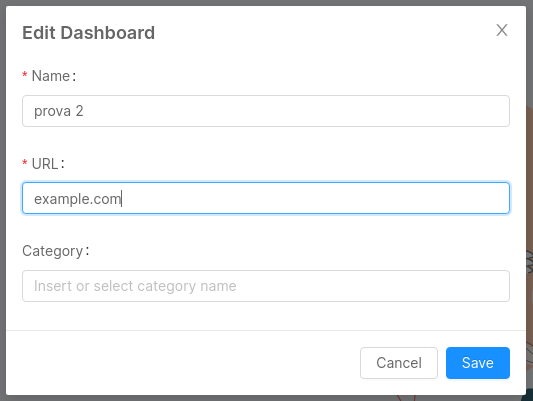 Edit Dashboard
* Name:
prova 2
* URL:
example.com
Category:
Insert or select category name
Cancel
Save